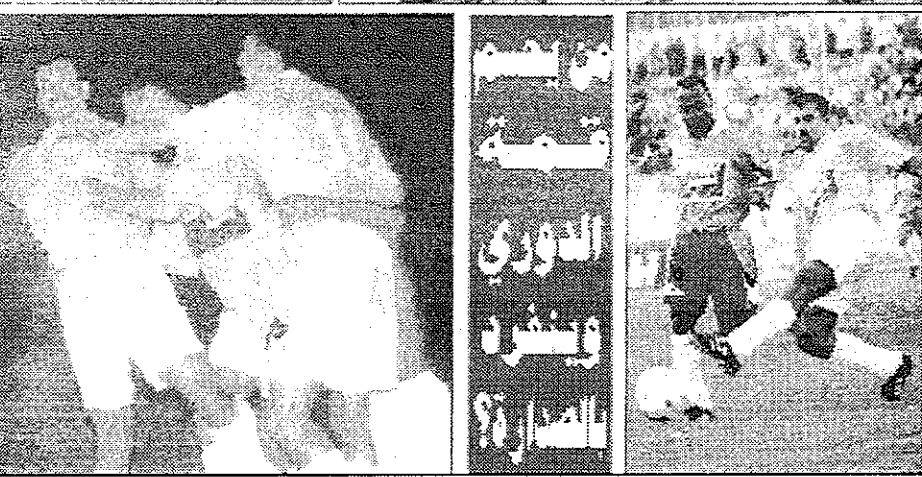 من يحسم
قمة
الدوري
وينفرد
بالصدارة؟